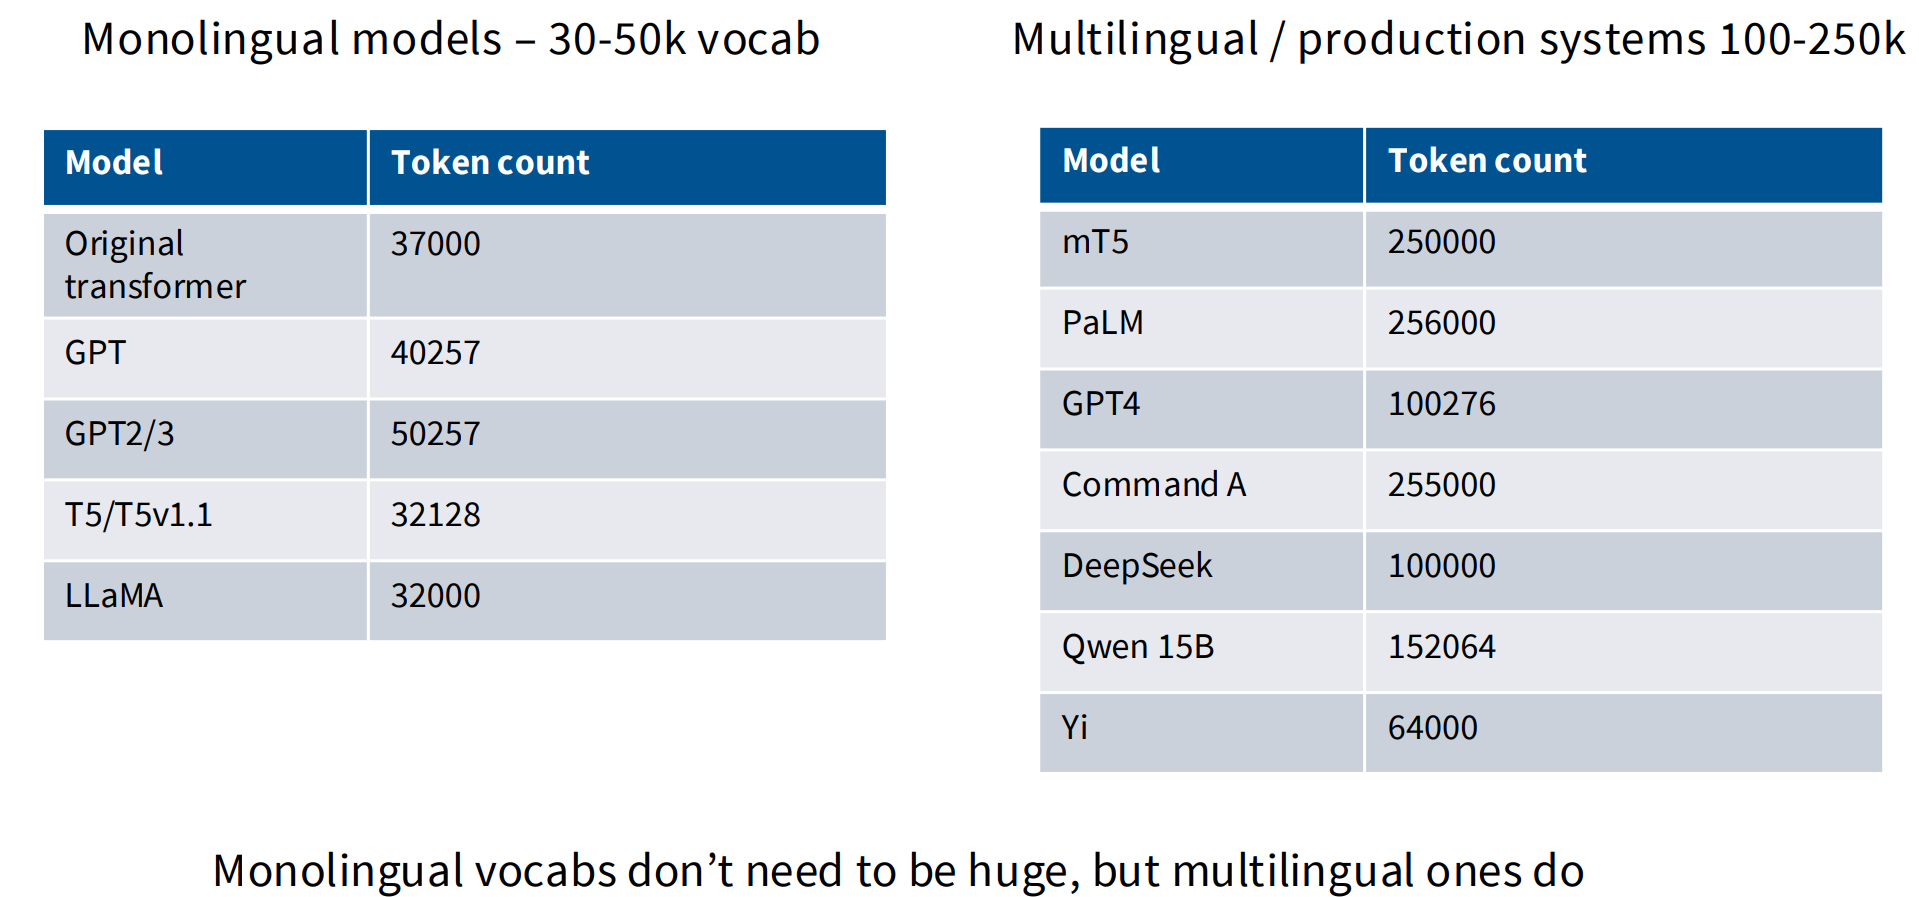 Monolingual models – 30-50k vocab
Model Token count
Original 37000
transformer
GPT 40257
GPT2/3 50257
T5/T5v1.1 32128
LLaMA 32000
Multilingual / production systems 100-250k
Model Token count
mT5 250000
PaLM 256000
GPT4 100276
Command A 255000
DeepSeek 100000
Qwen 15B 152064
Yi 64000
Monolingual vocabs don’t need to be huge, but multilingual ones do